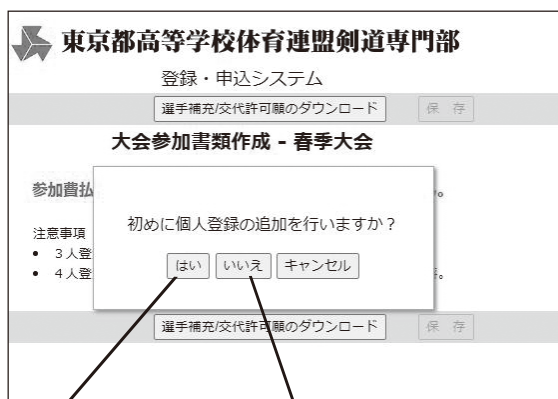 東京都高等学校体育連盟剣道専門部
登録・申込システム
選手補充/交代許可願のダウンロード 保 存
大会参加書類作成 - 春季大会
参加費払
。
初めに個人登録の追加を行いますか？
注意事項
• 3人登
はい いいえ キャンセル
• 4人登
。
選手補充/交代許可願のダウンロード 保 存